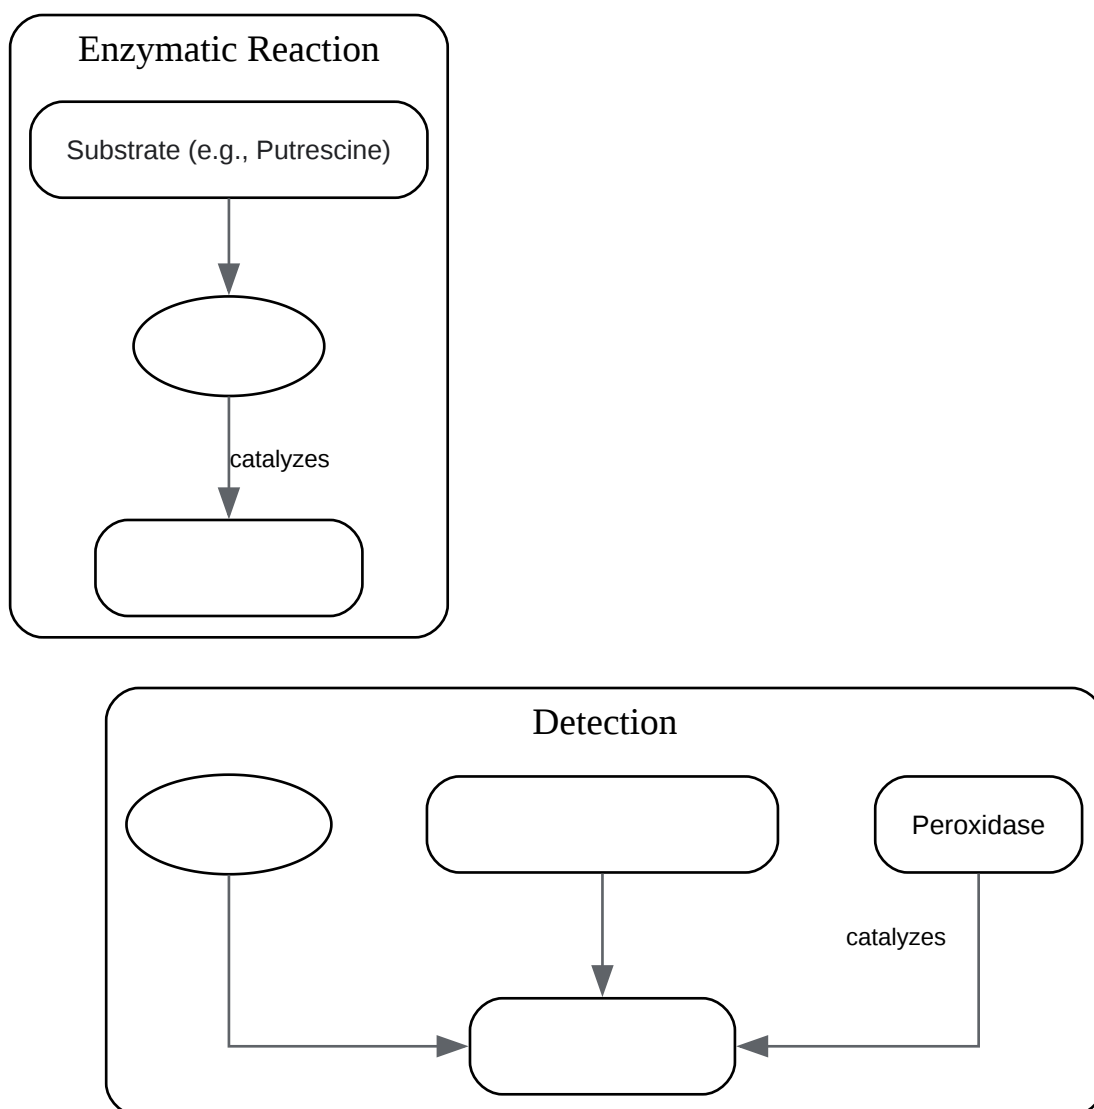 Enzymatic Reaction
Substrate (e.g., Putrescine)
catalyzes
Detection
Peroxidase
catalyzes